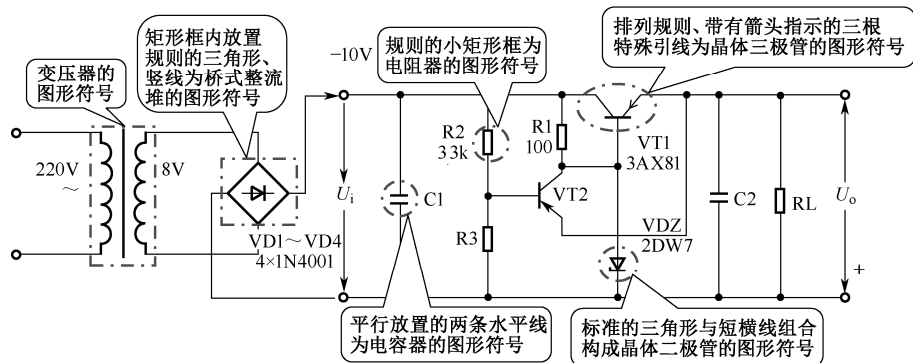 矩形框内放置
规则的三角形、
竖线为桥式整流
堆的图形符号
变压器的
图形符号
-10V
规则的小矩形框为
电阻器的图形符号
排列规则、带有箭头指示的三根
特殊引线为晶体三极管的图形符号
220V
~
8V
VD1～VD4
4×1N4001
Ui
C1
R2
33k
R3
R1
100
VT2
VT1
3AX81
VDZ
2DW7
C2
RL
Uo
+
平行放置的两条水平线
为电容器的图形符号
标准的三角形与短横线组合
构成晶体二极管的图形符号